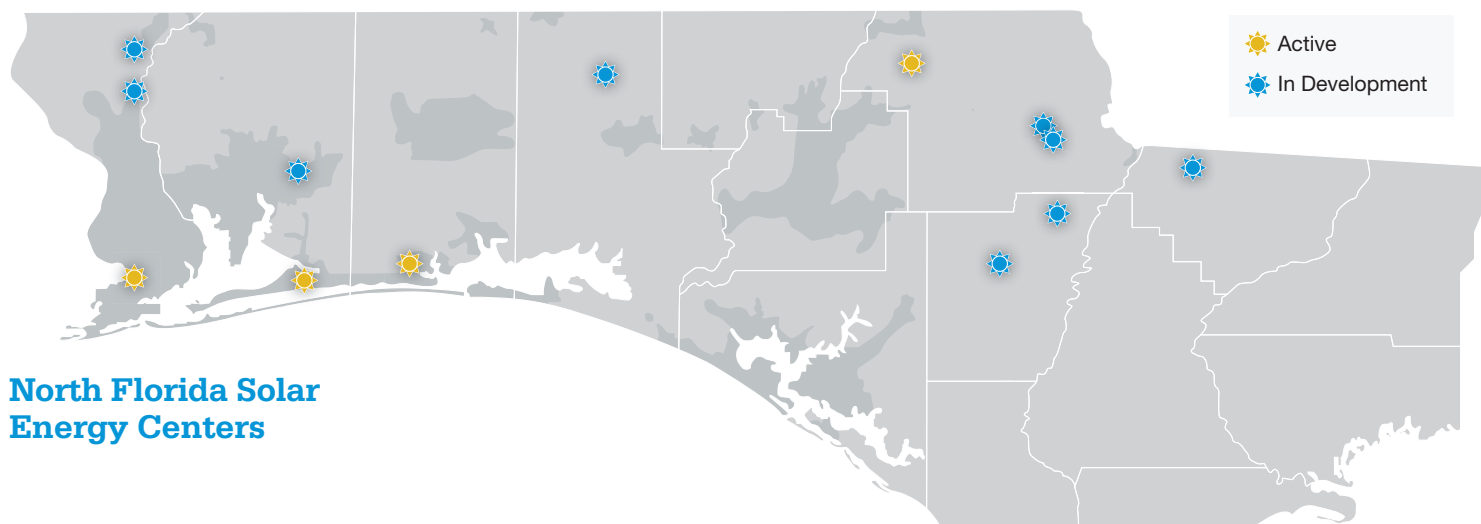 Active
In Development
North Florida Solar
Energy Centers